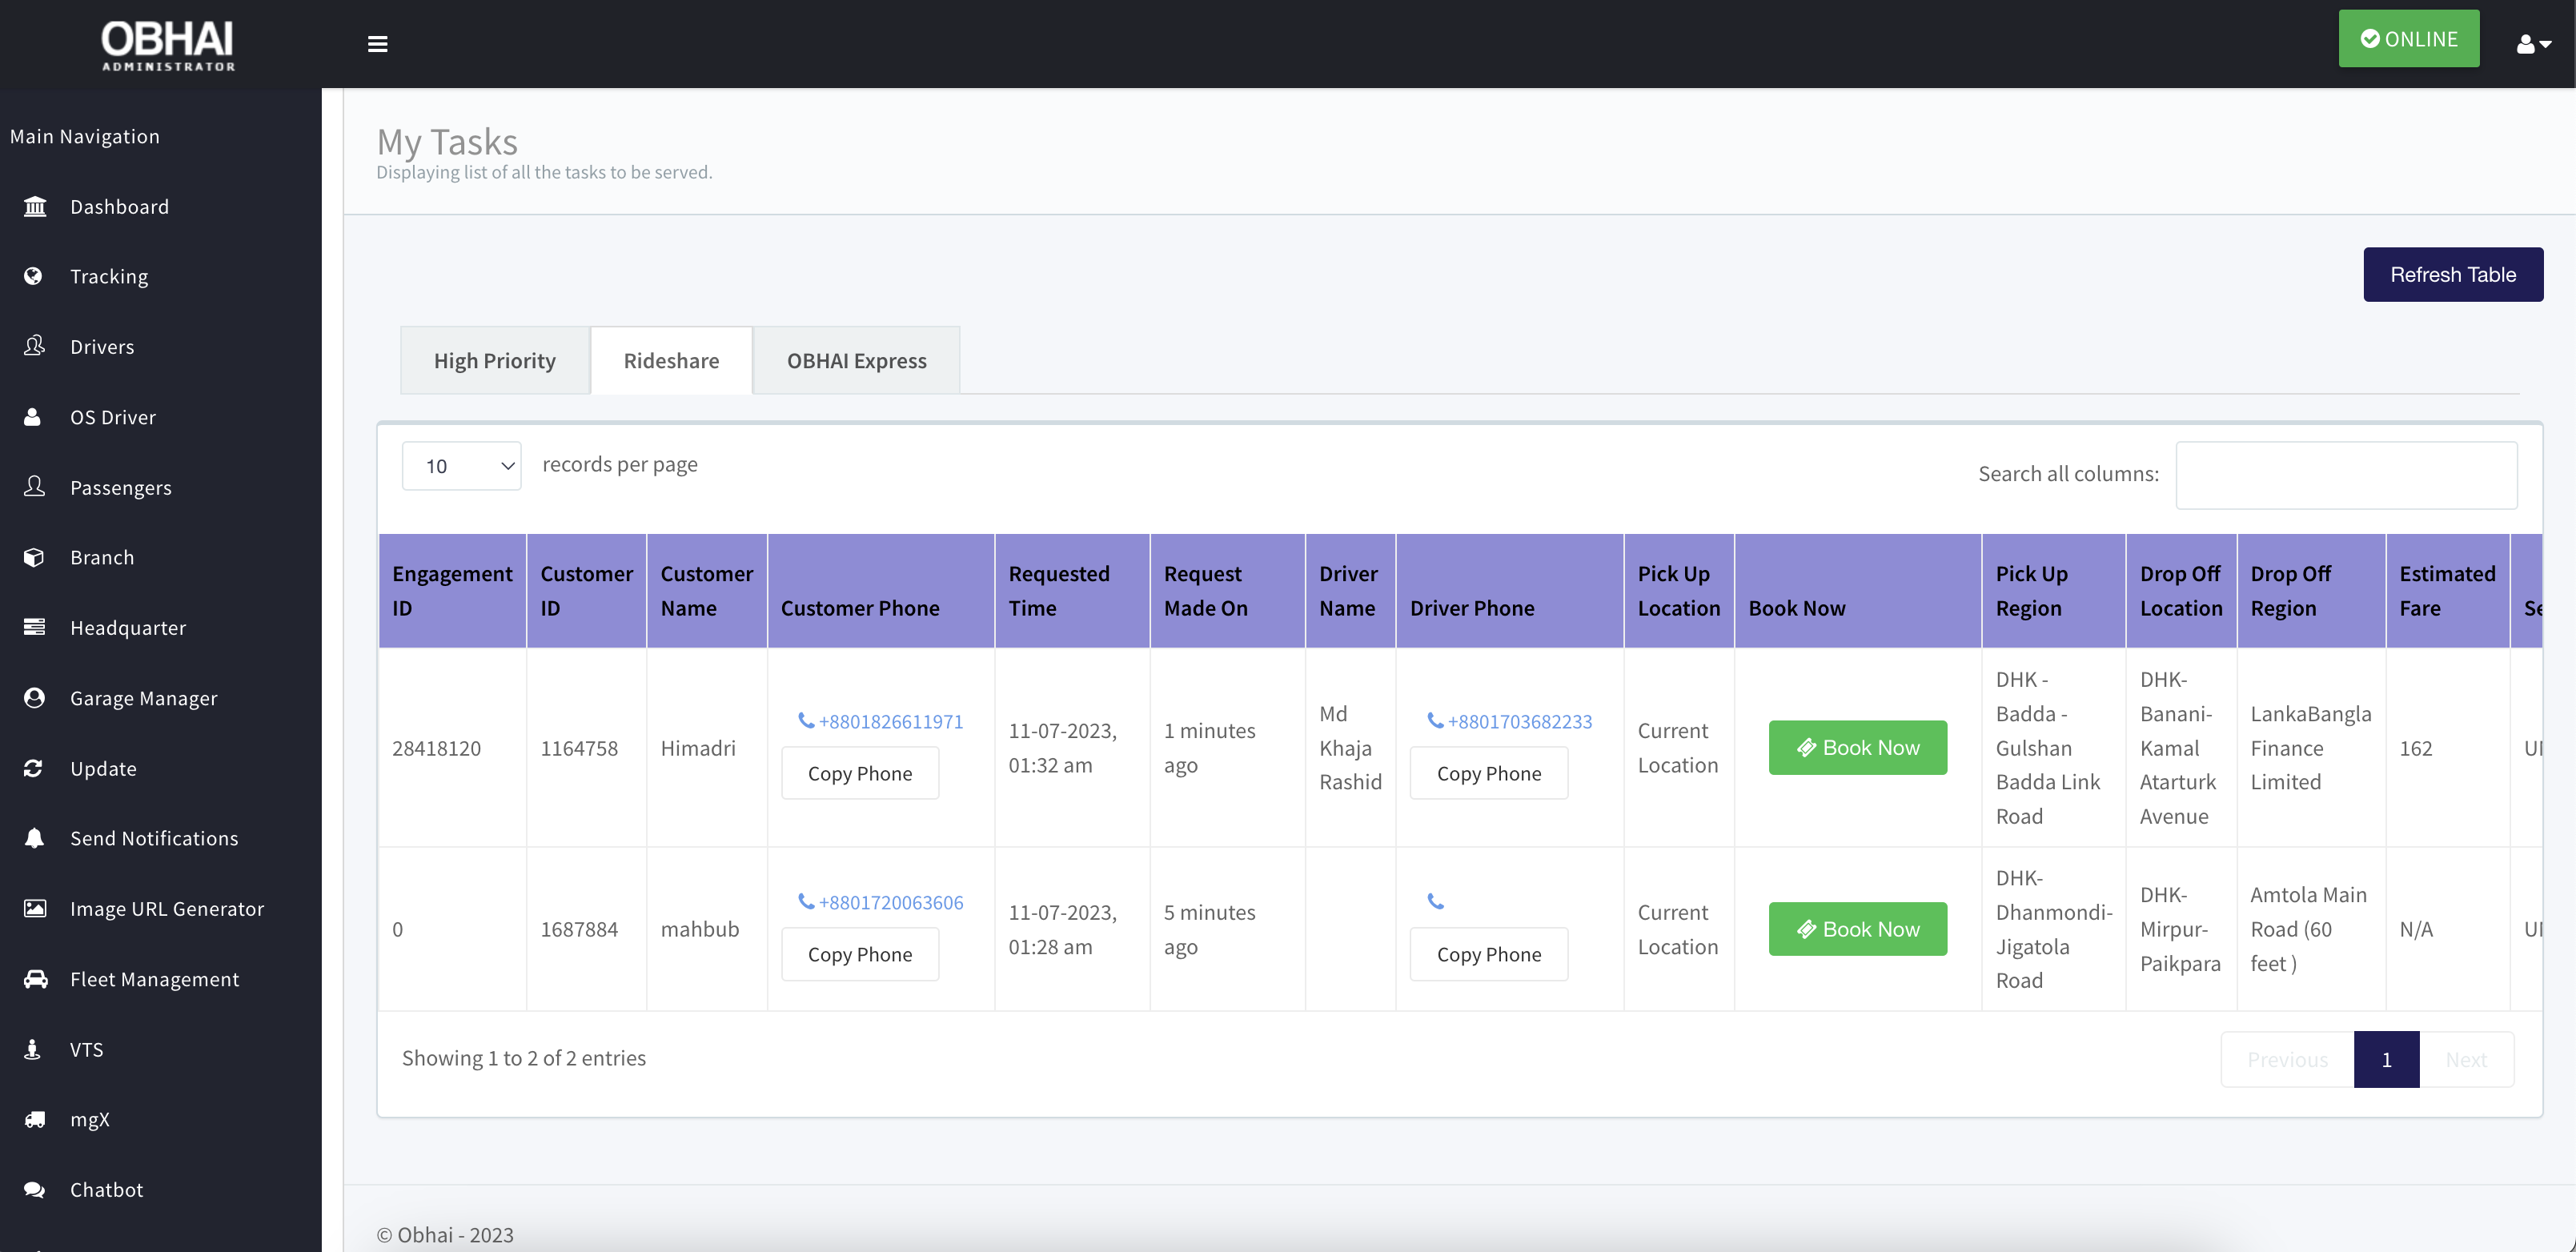 OBHAI
ADMINISTRATOR
ONLINE
Main Navigation
Dashboard
Tracking
Drivers
OS Driver
Passengers
Branch
Headquarter
Garage Manager
Update
Send Notifications
Image URL Generator
Fleet Management
VTS
mgX
Chatbot
My Tasks
Displaying list of all the tasks to be served.
Refresh Table
High Priority
Rideshare
OBHAI Express
10
records per page
Search all columns:
Engagement
ID
Customer
ID
Customer
Name
Customer Phone
Requested
Time
Request
Made On
Driver
Name
Driver Phone
Pick Up
Location
Book Now
Pick Up
Region
Drop Off
Location
Drop Off
Region
Estimated
Fare
28418120
1164758
Himadri
+8801826611971
Copy Phone
11-07-2023,
01:32 am
1 minutes
ago
Md
Khaja
Rashid
+8801703682233
Copy Phone
Current
Location
Book Now
DHK -
Badda -
Gulshan
Badda Link
Road
DHK-
Banani-
Kamal
Atarturk
Avenue
LankaBangla
Finance
Limited
162
0
1687884
mahbub
+8801720063606
Copy Phone
11-07-2023,
01:28 am
5 minutes
ago
Copy Phone
Current
Location
Book Now
DHK-
Dhanmondi-
Jigatola
Road
DHK-
Mirpur-
Paikpara
Amtola Main
Road (60
feet )
N/A
Showing 1 to 2 of 2 entries
Previous
1
Next
© Obhai - 2023